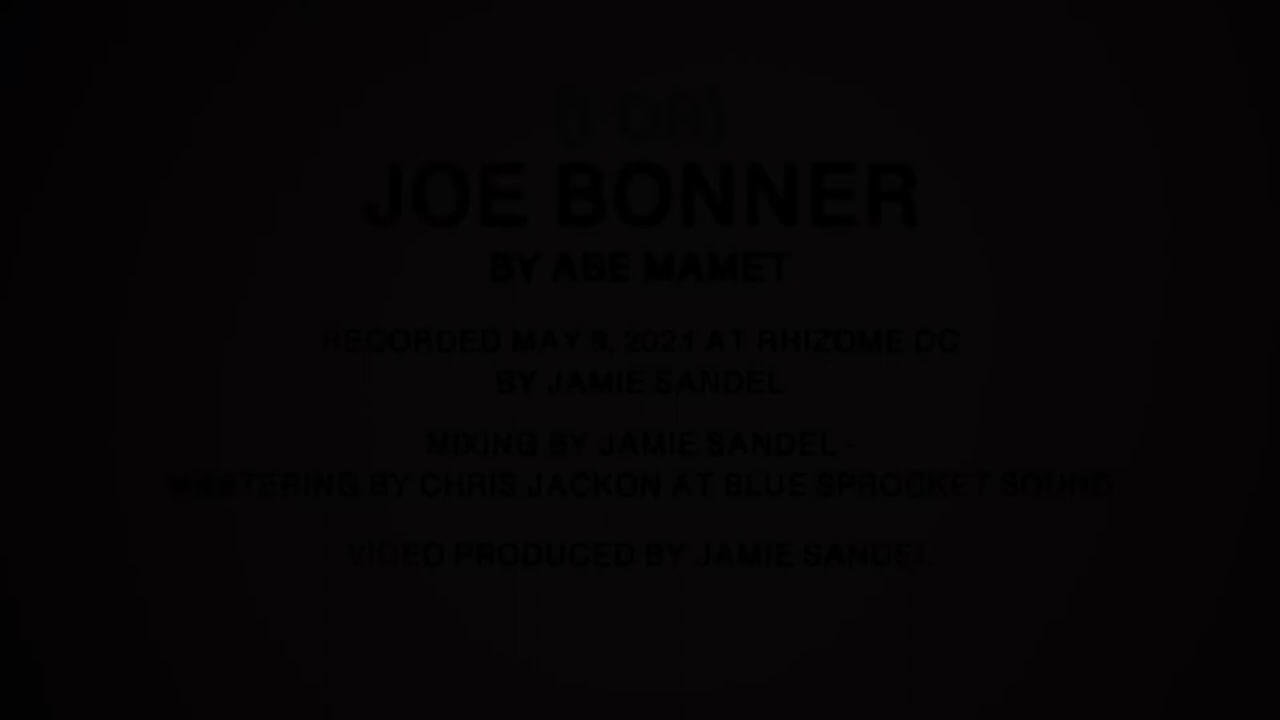 JOE BONNER
BY ABE MAMET
RECORDED MAY 9, 2021 AT RHIZOME DC
BY JAMIE SANDEL
MIXING BY JAMIE SANDEL
MASTERING BY CHRIS JACKON AT BLUE SPROCKET SOUND
VIDEO PRODUCED BY JAMIE SANDEL